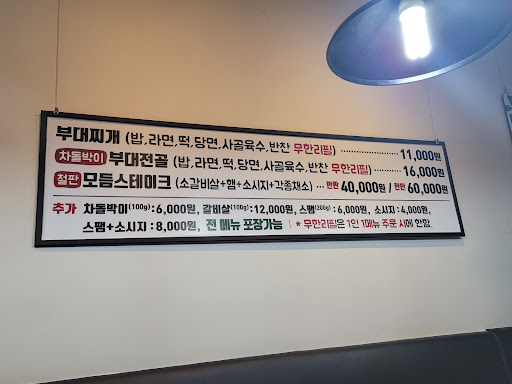 부대찌개 (밥,라면,떡,당면,사골육수,반찬 무한리필) 11,000원
차돌박이 부대전골 (밥,라면,떡,당면,사골육수,반찬 무한리필) 16,000원
철판 모듬스테이크 (소갈비살+햄+소시지+각종채소) 반판 40,000원 / 한판 60,000원
추가 차돌박이(100g) : 6,000원, 갈비살(100g) : 12,000원, 스팸(200g) : 6,000원, 소시지 : 4,000원,
스팸+소시지 : 8,000원, 전 메뉴 포장가능 * 무한리필은 1인 1메뉴 주문 시에 한함.